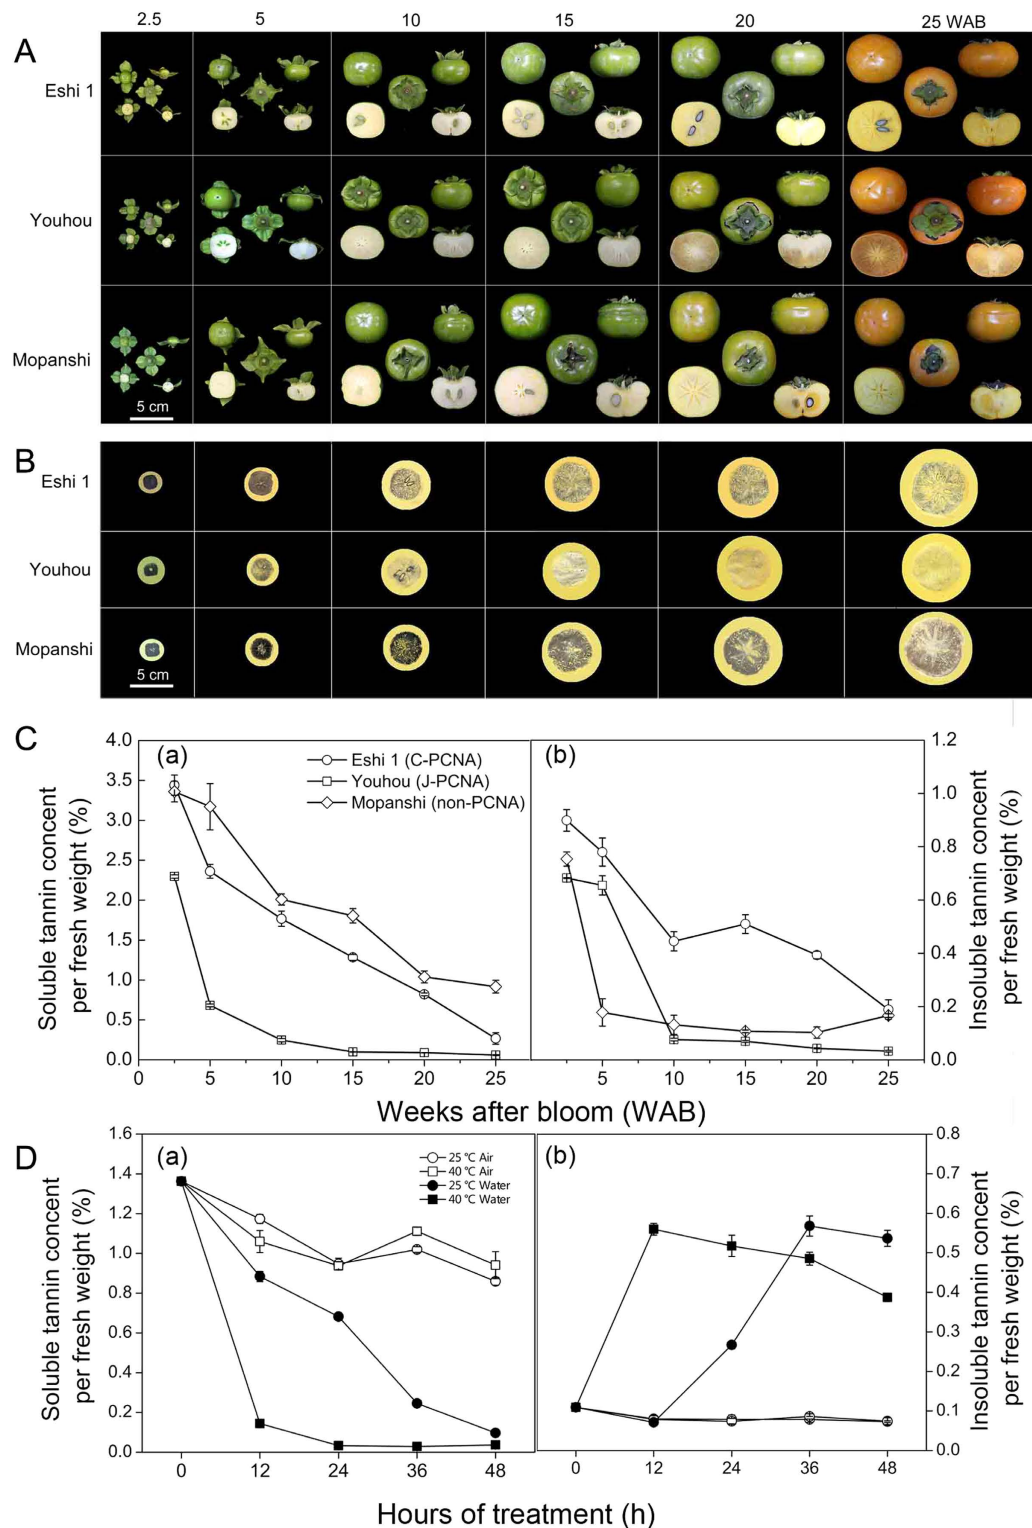 2.5 5 10 15 20 25 WAB
A
Eshi 1
Youhou
Mopanshi
5 cm
B
Eshi 1
Youhou
Mopanshi
5 cm
C
(a)
Eshi 1 (C-PCNA)
Youhou (J-PCNA)
Mopanshi (non-PCNA)
Soluble tannin concent
per fresh weight (%)
4.0
3.5
3.0
2.5
2.0
1.5
1.0
0.5
0.0
0 5 10 15 20 25
(b)
1.2
1.0
0.8
0.6
0.4
0.2
0.0
5 10 15 20 25
Insoluble tannin concent
per fresh weight (%)
Weeks after bloom (WAB)
D
(a)
25 °C Air
40 °C Air
25 °C Water
40 °C Water
Soluble tannin concent
per fresh weight (%)
1.6
1.4
1.2
1.0
0.8
0.6
0.4
0.2
0.0
0 12 24 36 48
(b)
0.8
0.7
0.6
0.5
0.4
0.3
0.2
0.1
0.0
0 12 24 36 48
Insoluble tannin concent
per fresh weight (%)
Hours of treatment (h)